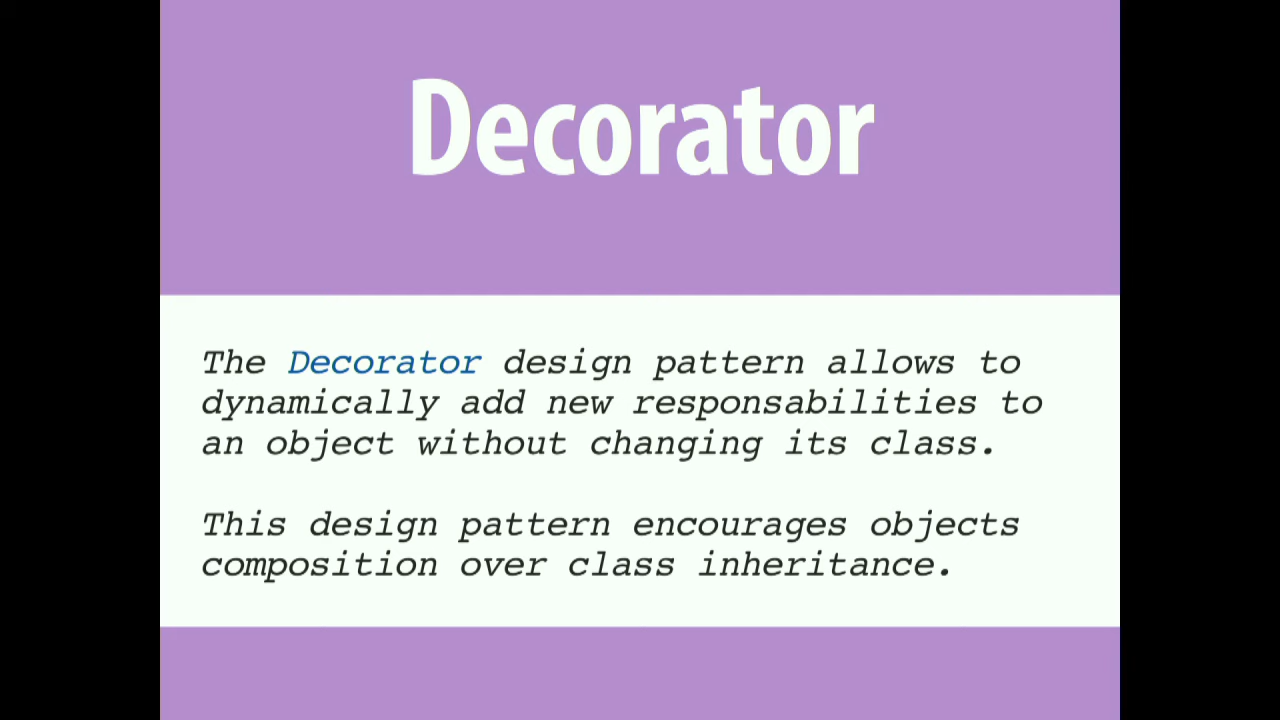 Decorator
The Decorator design pattern allows to
dynamically add new responsabilities to
an object without changing its class.
This design pattern encourages objects
composition over class inheritance.